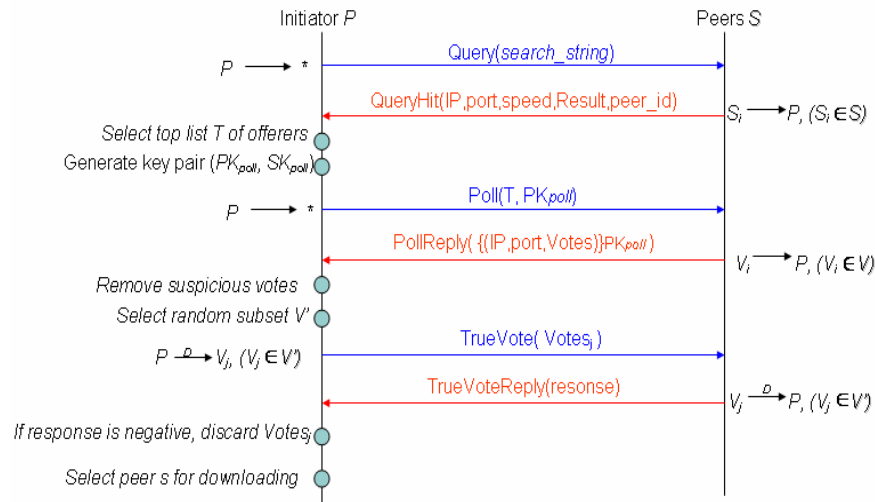 Initiator P Peers S
Query(search_string)
P → *
QueryHit(IP,port,speed,Result,peer_id)
Sᵢ → P, (Sᵢ ∈ S)
Select top list T of offerers
Generate key pair (PKpoll, SKpoll)
Poll(T, PKpoll)
P → *
PollReply( {(IP,port,Votes)}PKpoll )
Vᵢ → P, (Vᵢ ∈ V)
Remove suspicious votes
Select random subset V'
TrueVote( Votesⱼ )
P D→ Vⱼ, (Vⱼ ∈ V')
TrueVoteReply(resonse)
Vⱼ D→ P, (Vⱼ ∈ V')
If response is negative, discard Votesⱼ
Select peer s for downloading